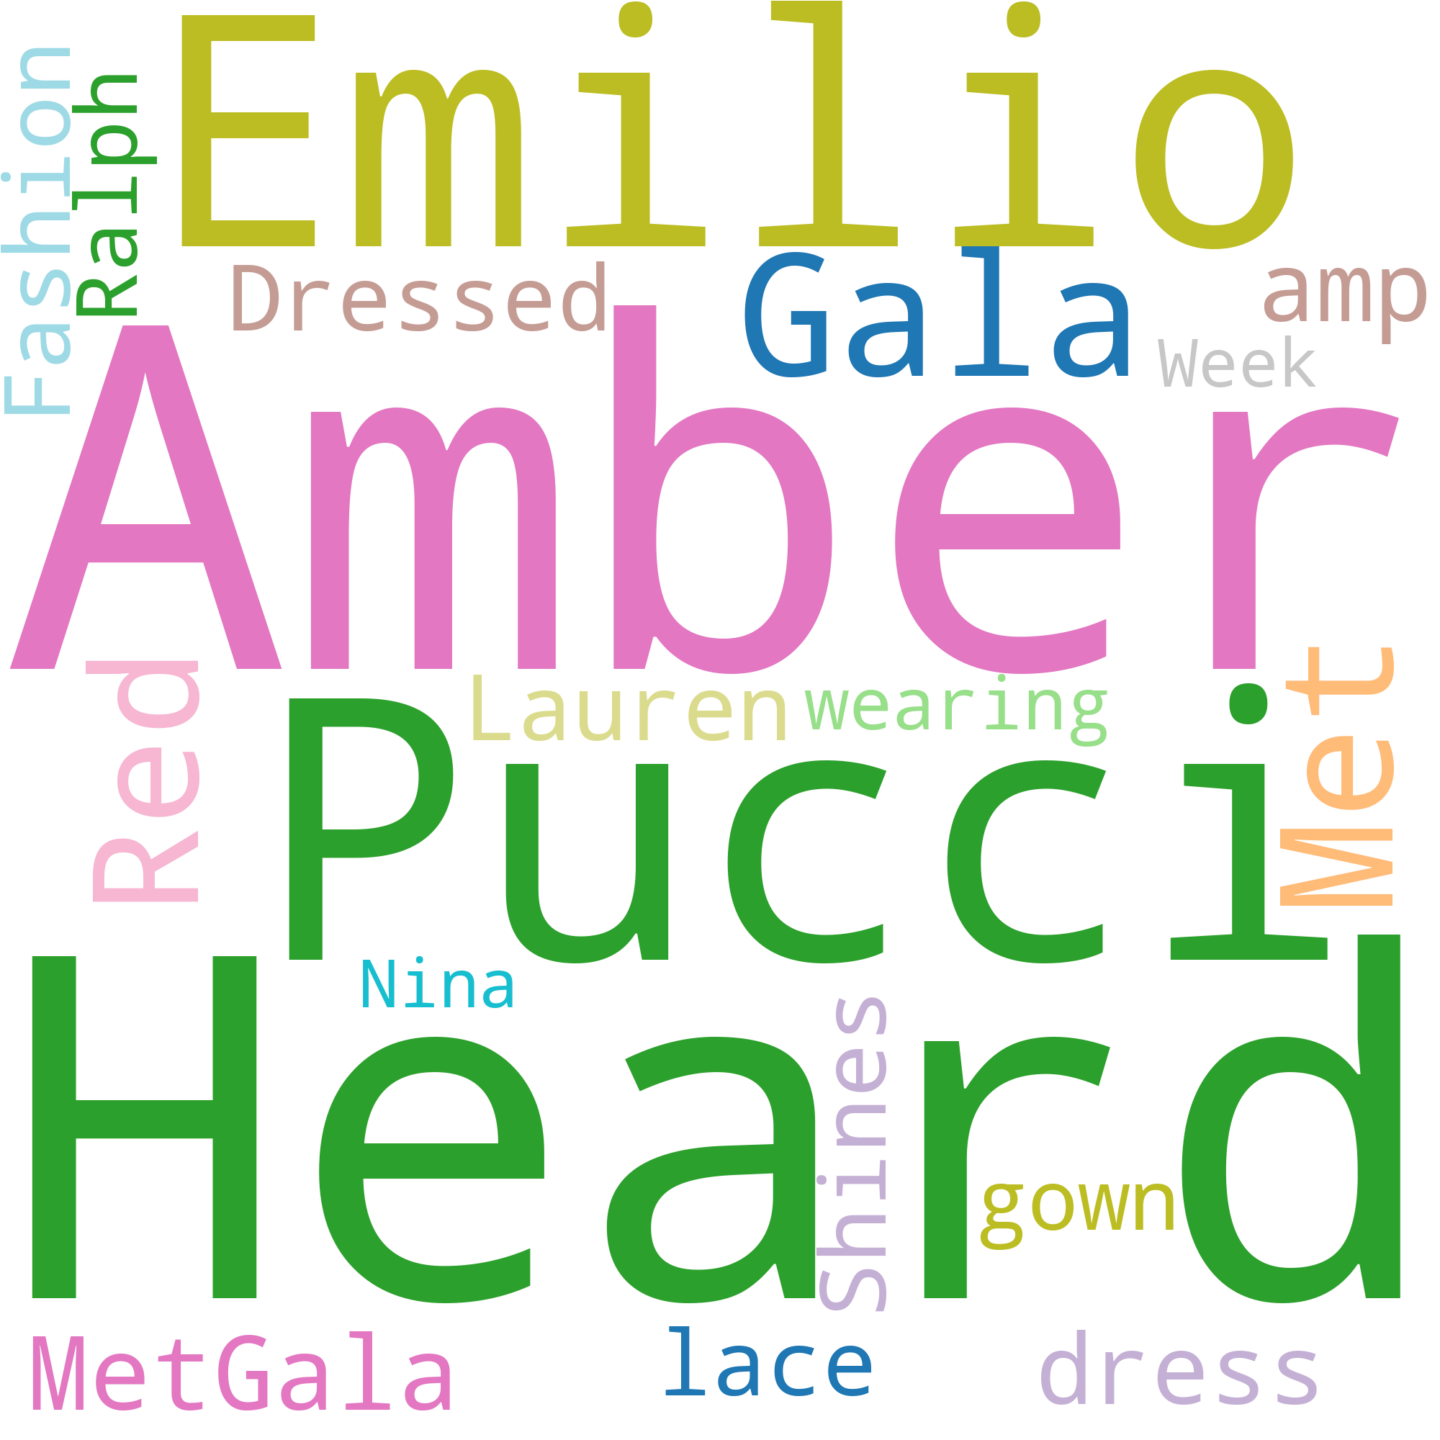 Emilio
Fashion
Ralph
Dressed
Gala
amp
Week
Amber
Red
Lauren
wearing
Met
Pucci
Nina
Heard
Shines
gown
MetGala
lace
dress